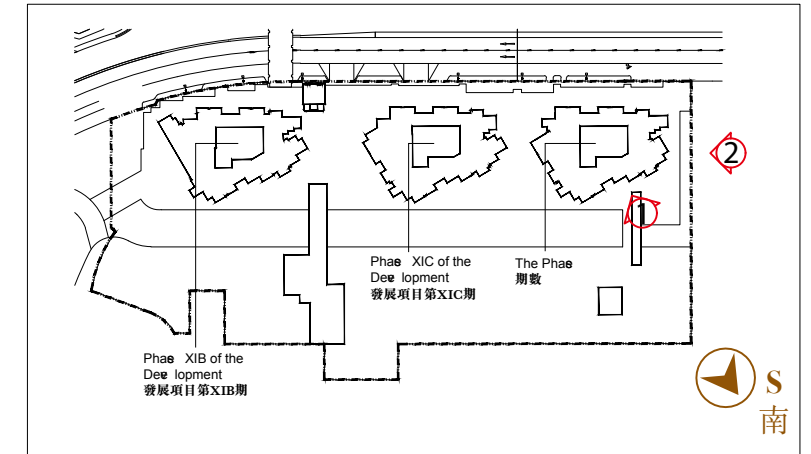 2
Phase XIC of the
Development
發展項目第XIC期
The Phase
期數
Phase XIB of the
Development
發展項目第XIB期
S
南